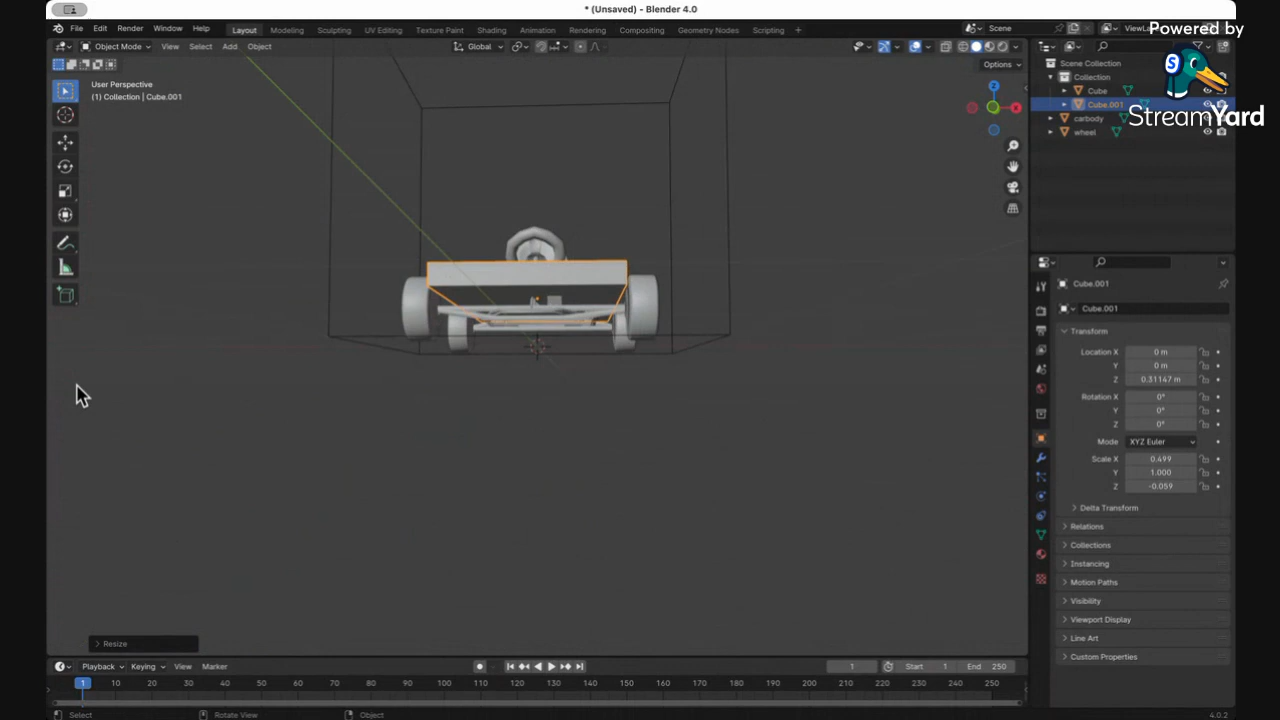 * (Unsaved) - Blender 4.0
Powered by
StreamYard
File Edit Render Window Help
Layout Modeling Sculpting UV Editing Texture Paint Shading Animation Rendering Compositing Geometry Nodes Scripting +
Scene
ViewL
Object Mode View Select Add Object
Global
Options
User Perspective
(1) Collection | Cube.001
Z
X
Scene Collection
Collection
Cube
Cube.001
carbody
wheel
Cube.001
Cube.001
Transform
Location X 0 m
Y 0 m
Z 0.31147 m
Rotation X 0°
Y 0°
Z 0°
Mode XYZ Euler
Scale X 0.499
Y 1.000
Z -0.059
Delta Transform
Relations
Collections
Instancing
Motion Paths
Visibility
Viewport Display
Line Art
Custom Properties
Resize
Playback Keying View Marker
1 Start 1 End 250
1 10 20 30 40 50 60 70 80 90 100 110 120 130 140 150 160 170 180 190 200 210 220 230 240 250
Select Rotate View Object
4.0.2